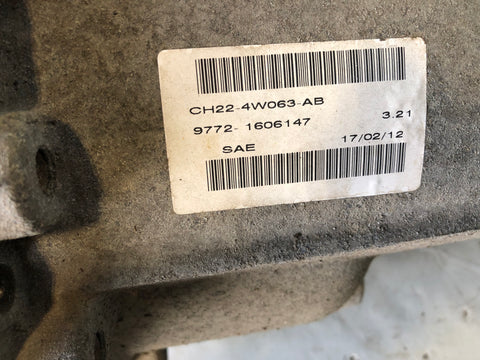 CH22-4W063-AB
9772- 1606147 3.21
SAE 17/02/12